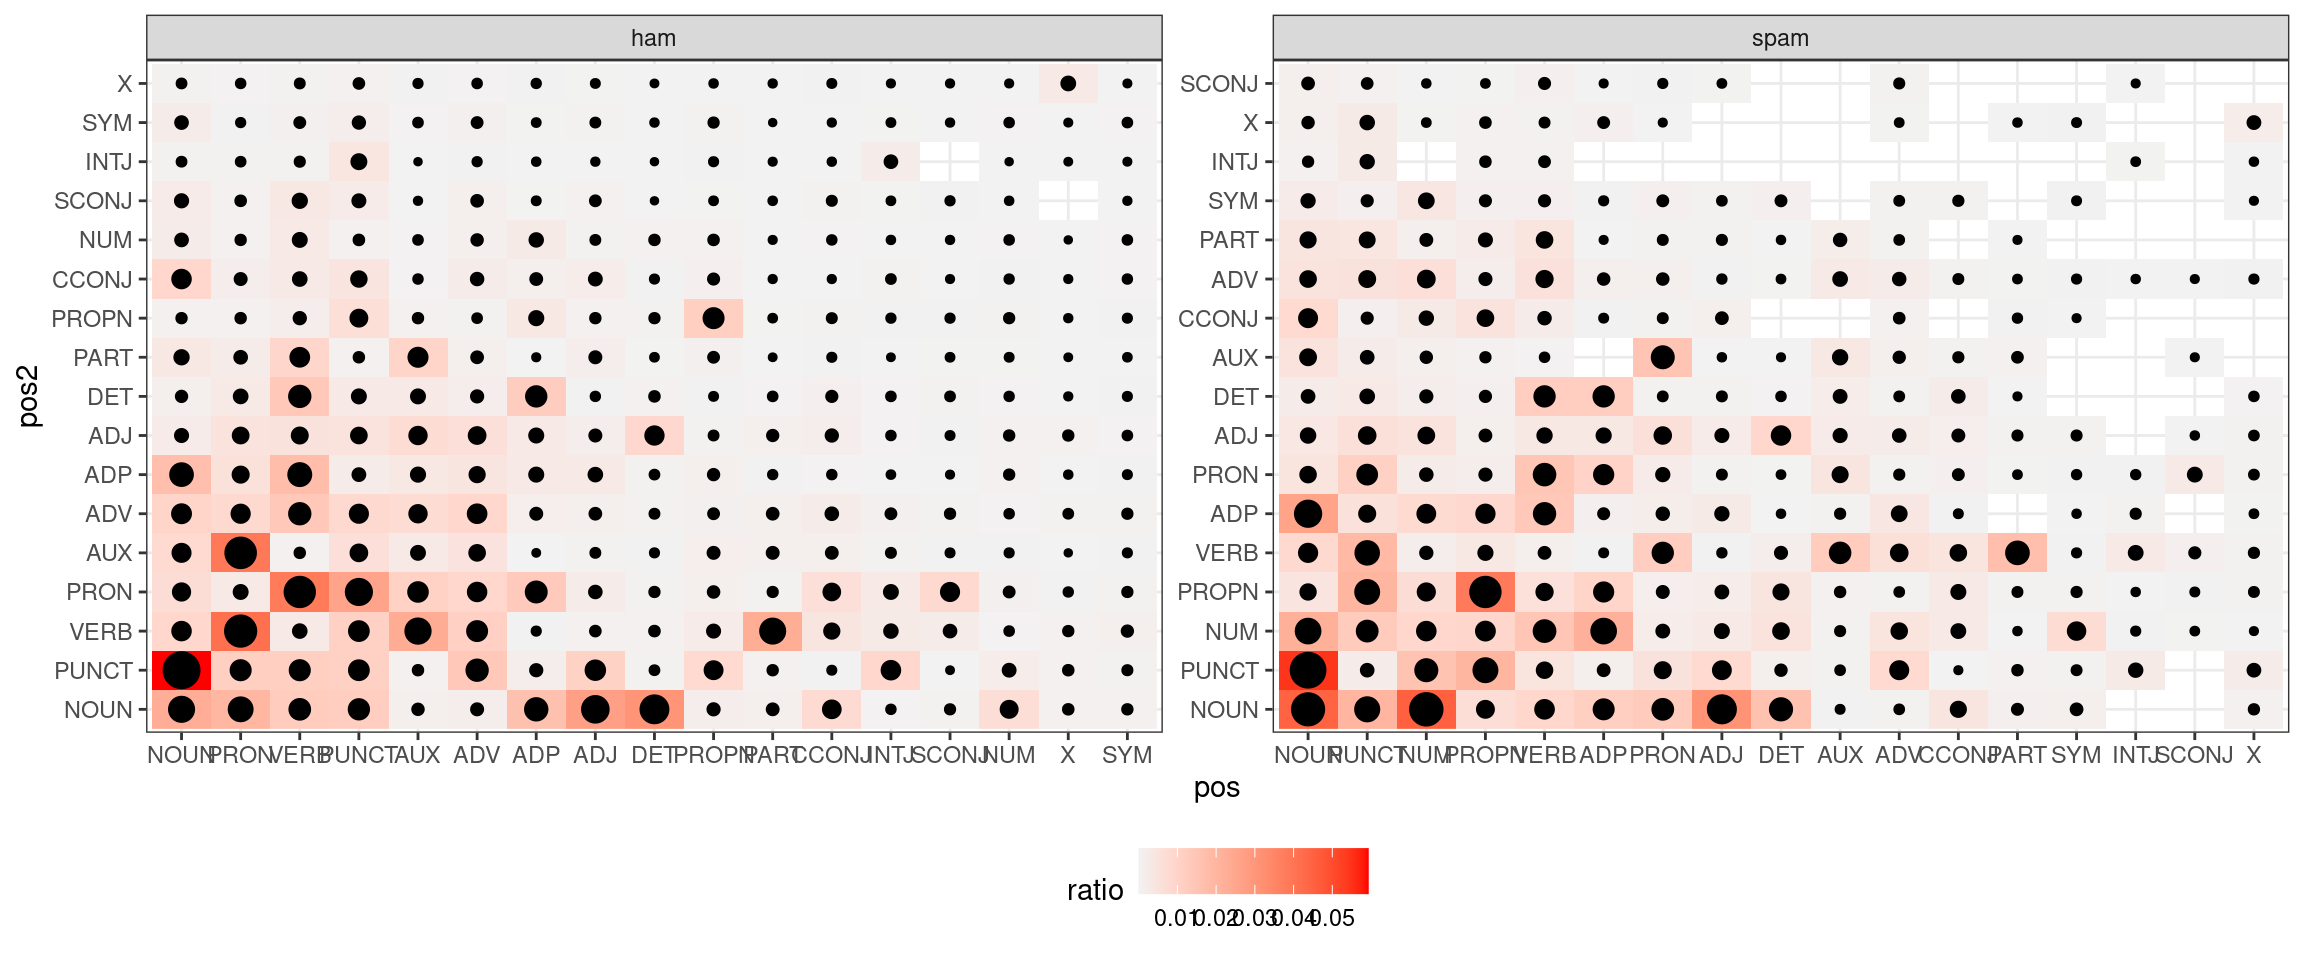 ham
spam
pos2
X
SYM
INTJ
SCONJ
NUM
CCONJ
PROPN
PART
DET
ADJ
ADP
ADV
AUX
PRON
VERB
PUNCT
NOUN
SCONJ
X
INTJ
SYM
PART
ADV
CCONJ
AUX
DET
ADJ
PRON
ADP
VERB
PROPN
NUM
PUNCT
NOUN
NOUN PRON VERB PUNCT AUX ADV ADP ADJ DET PROPN PART CCONJ INTJ SCONJ NUM X SYM
NOUN PUNCT NUM PROPN VERB ADP PRON ADJ DET AUX ADV CCONJ PART SYM INTJ SCONJ X
pos
ratio
0.01 0.02 0.03 0.04 0.05